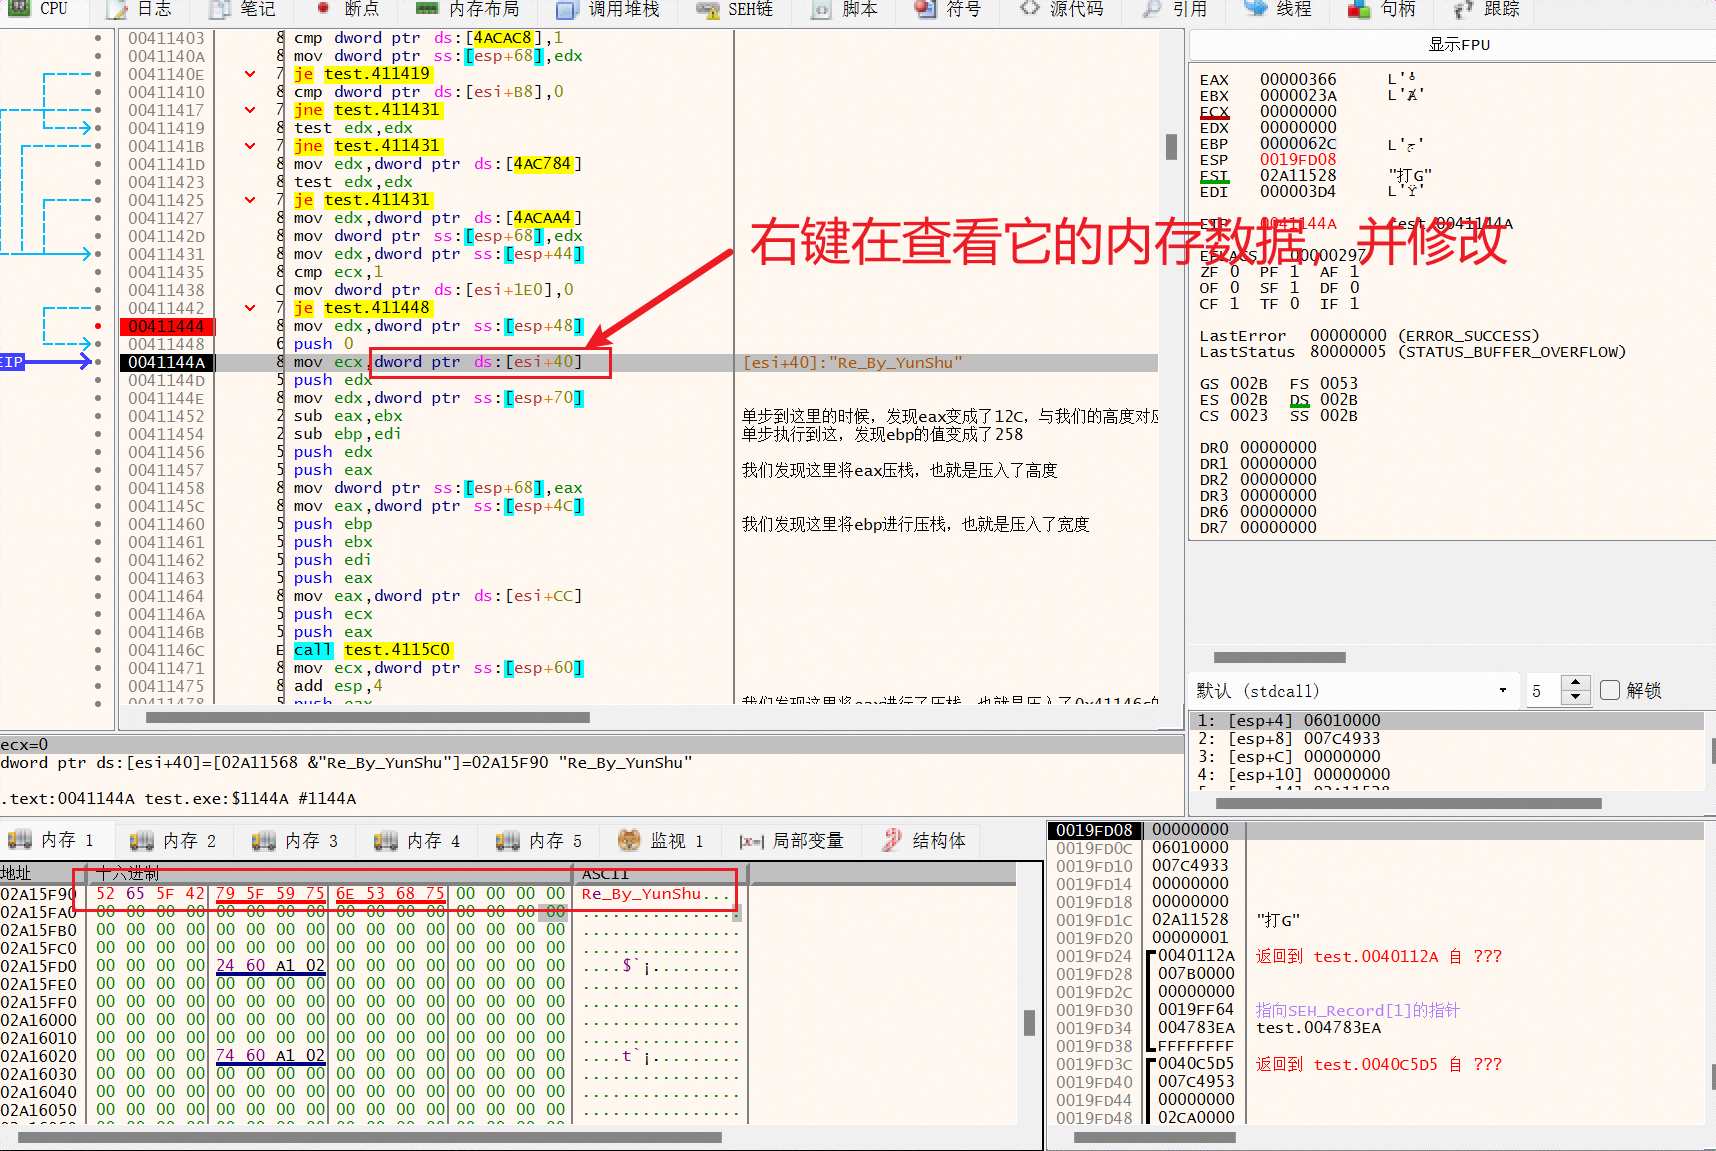 CPU 日志 笔记 断点 内存布局 调用堆栈 SEH链 脚本 符号 源代码 引用 线程 句柄 跟踪
00411403 8 cmp dword ptr ds:[4ACAC8],1
0041140A 8 mov dword ptr ss:[esp+68],edx
0041140E 7 je test.411419
00411410 8 cmp dword ptr ds:[esi+B8],0
00411417 7 jne test.411431
00411419 8 test edx,edx
0041141B 7 jne test.411431
0041141D 8 mov edx,dword ptr ds:[4AC784]
00411423 8 test edx,edx
00411425 7 je test.411431
00411427 8 mov edx,dword ptr ds:[4ACAA4]
0041142D 8 mov dword ptr ss:[esp+68],edx
00411431 8 mov edx,dword ptr ss:[esp+44]
00411435 8 cmp ecx,1
00411438 C mov dword ptr ds:[esi+1E0],0
00411442 7 je test.411448
00411444 8 mov edx,dword ptr ss:[esp+48]
00411448 6 push 0
EIP 0041144A 8 mov ecx,dword ptr ds:[esi+40] [esi+40]:"Re_By_YunShu"
0041144D 5 push edx
0041144E 8 mov edx,dword ptr ss:[esp+70]
00411452 2 sub eax,ebx 单步到这里的时候，发现eax变成了12C，与我们的高度对应
00411454 2 sub ebp,edi 单步执行到这，发现ebp的值变成了258
00411456 5 push edx
00411457 5 push eax 我们发现这里将eax压栈，也就是压入了高度
00411458 8 mov dword ptr ss:[esp+68],eax
0041145C 8 mov eax,dword ptr ss:[esp+4C]
00411460 5 push ebp 我们发现这里将ebp进行压栈，也就是压入了宽度
00411461 5 push ebx
00411462 5 push edi
00411463 5 push eax
00411464 8 mov eax,dword ptr ds:[esi+CC]
0041146A 5 push ecx
0041146B 5 push eax
0041146C E call test.4115C0
00411471 8 mov ecx,dword ptr ss:[esp+60]
00411475 8 add esp,4
00411478 5 push eax 我们发现这里将eax进行了压栈，也就是压入了0x41146c的
右键在查看它的内存数据，并修改
显示FPU
EAX 00000366 L'ͦ'
EBX 0000023A L'Ⱥ'
ECX 00000000
EDX 00000000
EBP 0000062C L'ج'
ESP 0019FD08
ESI 02A11528 "打G"
EDI 000003D4 L'ϔ'
EIP 0041144A test.0041144A
EFLAGS 00000297
ZF 0 PF 1 AF 1
OF 0 SF 1 DF 0
CF 1 TF 0 IF 1
LastError 00000000 (ERROR_SUCCESS)
LastStatus 80000005 (STATUS_BUFFER_OVERFLOW)
GS 002B FS 0053
ES 002B DS 002B
CS 0023 SS 002B
DR0 00000000
DR1 00000000
DR2 00000000
DR3 00000000
DR6 00000000
DR7 00000000
默认 (stdcall) 5 解锁
1: [esp+4] 06010000
2: [esp+8] 007C4933
3: [esp+C] 00000000
4: [esp+10] 00000000
5: [esp+14] 02A11528
ecx=0
dword ptr ds:[esi+40]=[02A11568 &"Re_By_YunShu"]=02A15F90 "Re_By_YunShu"
.text:0041144A test.exe:$1144A #1144A
内存 1 内存 2 内存 3 内存 4 内存 5 监视 1 [x=] 局部变量 结构体
地址 十六进制 ASCII
02A15F90 52 65 5F 42 79 5F 59 75 6E 53 68 75 00 00 00 00 Re_By_YunShu....
02A15FA0 00 00 00 00 00 00 00 00 00 00 00 00 00 00 00 00 ................
02A15FB0 00 00 00 00 00 00 00 00 00 00 00 00 00 00 00 00 ................
02A15FC0 00 00 00 00 00 00 00 00 00 00 00 00 00 00 00 00 ................
02A15FD0 00 00 00 00 24 60 A1 02 00 00 00 00 00 00 00 00 ....$`¡.........
02A15FE0 00 00 00 00 00 00 00 00 00 00 00 00 00 00 00 00 ................
02A15FF0 00 00 00 00 00 00 00 00 00 00 00 00 00 00 00 00 ................
02A16000 00 00 00 00 00 00 00 00 00 00 00 00 00 00 00 00 ................
02A16010 00 00 00 00 00 00 00 00 00 00 00 00 00 00 00 00 ................
02A16020 00 00 00 00 74 60 A1 02 00 00 00 00 00 00 00 00 ....t`¡.........
02A16030 00 00 00 00 00 00 00 00 00 00 00 00 00 00 00 00 ................
02A16040 00 00 00 00 00 00 00 00 00 00 00 00 00 00 00 00 ................
02A16050 00 00 00 00 00 00 00 00 00 00 00 00 00 00 00 00 ................
0019FD08 00000000
0019FD0C 06010000
0019FD10 007C4933
0019FD14 00000000
0019FD18 00000000
0019FD1C 02A11528 "打G"
0019FD20 00000001
0019FD24 0040112A 返回到 test.0040112A 自 ???
0019FD28 007B0000
0019FD2C 00000000
0019FD30 0019FF64 指向SEH_Record[1]的指针
0019FD34 004783EA test.004783EA
0019FD38 FFFFFFFF
0019FD3C 0040C5D5 返回到 test.0040C5D5 自 ???
0019FD40 007C4953
0019FD44 00000000
0019FD48 02CA0000